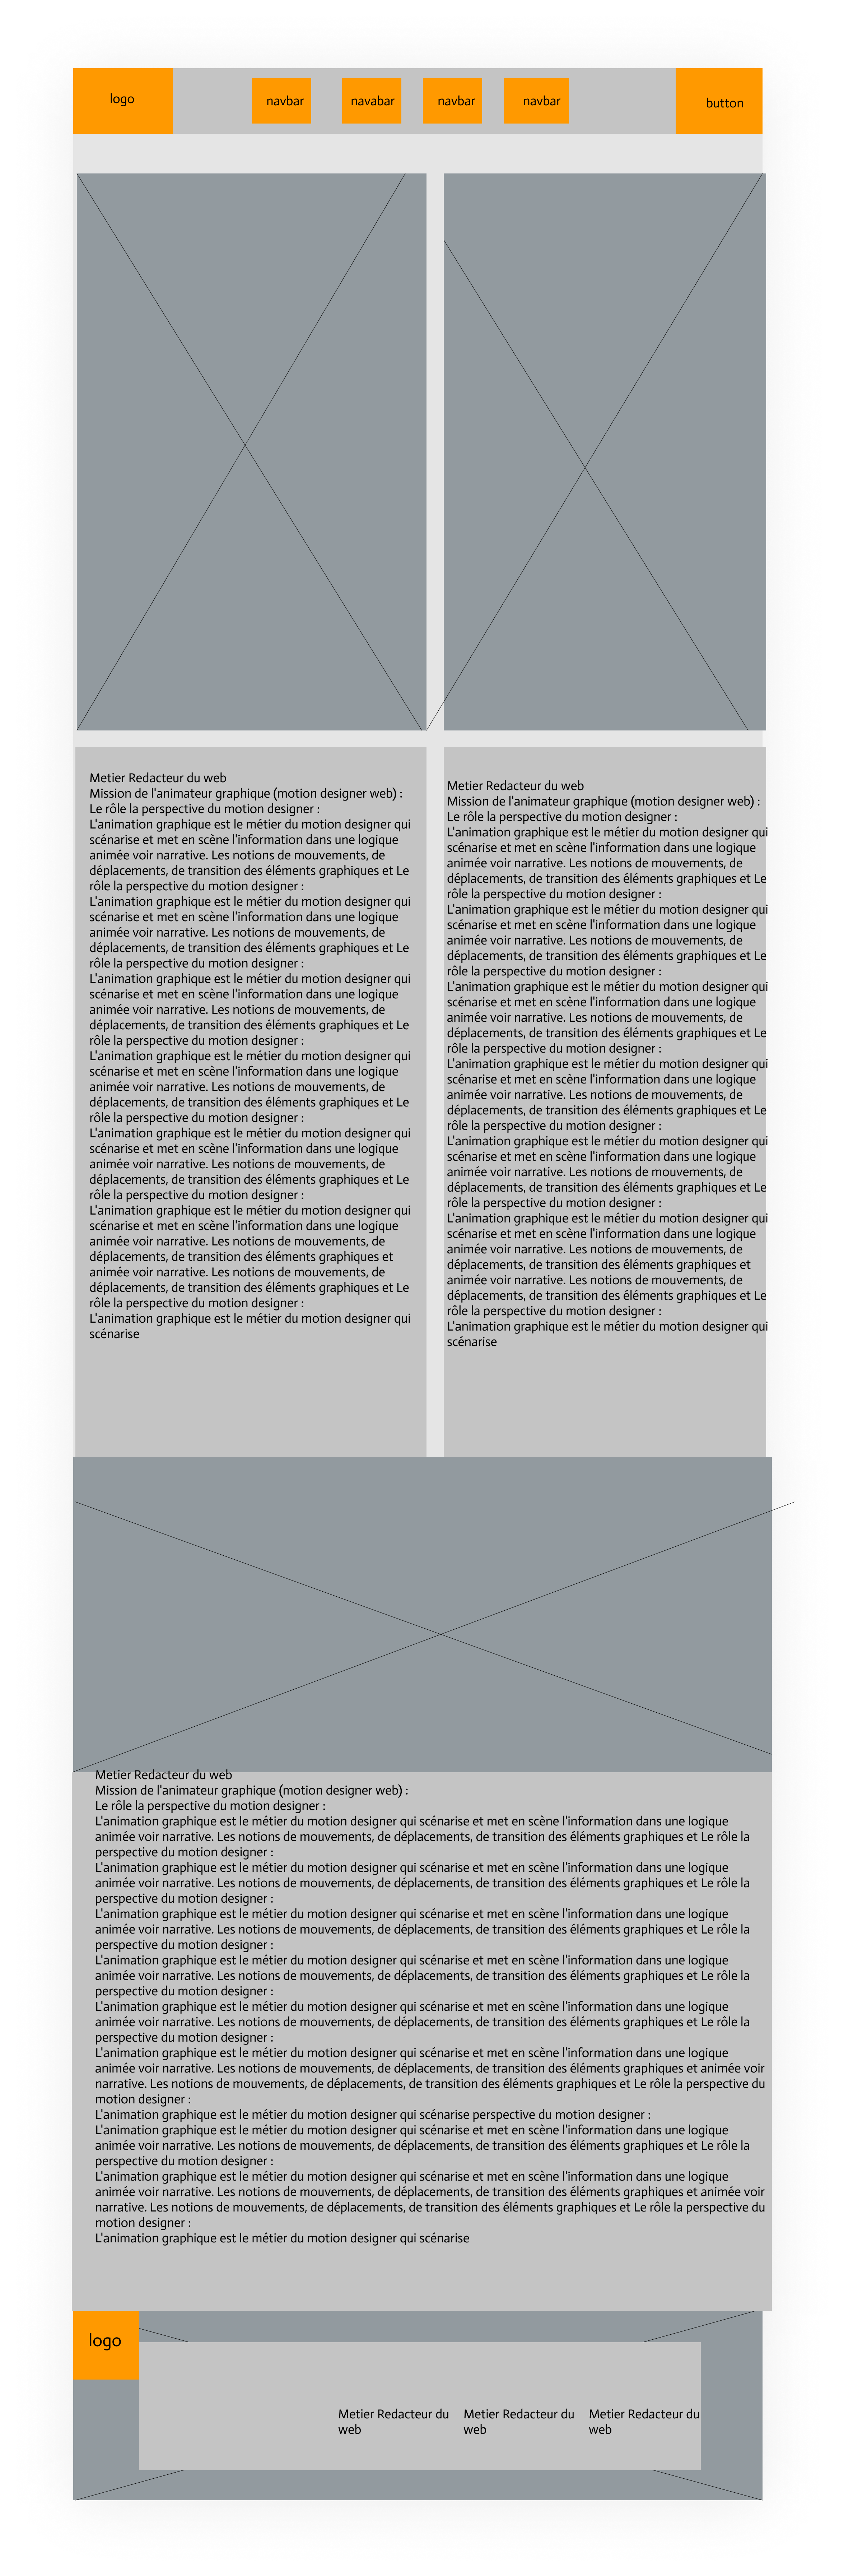 logo
navbar
navabar
navbar
navbar
button
Metier Redacteur du web
Mission de l'animateur graphique (motion designer web) :
Le rôle la perspective du motion designer :
L'animation graphique est le métier du motion designer qui
scénarise et met en scène l'information dans une logique
animée voir narrative. Les notions de mouvements, de
déplacements, de transition des éléments graphiques et Le
rôle la perspective du motion designer :
L'animation graphique est le métier du motion designer qui
scénarise et met en scène l'information dans une logique
animée voir narrative. Les notions de mouvements, de
déplacements, de transition des éléments graphiques et Le
rôle la perspective du motion designer :
L'animation graphique est le métier du motion designer qui
scénarise et met en scène l'information dans une logique
animée voir narrative. Les notions de mouvements, de
déplacements, de transition des éléments graphiques et Le
rôle la perspective du motion designer :
L'animation graphique est le métier du motion designer qui
scénarise et met en scène l'information dans une logique
animée voir narrative. Les notions de mouvements, de
déplacements, de transition des éléments graphiques et Le
rôle la perspective du motion designer :
L'animation graphique est le métier du motion designer qui
scénarise et met en scène l'information dans une logique
animée voir narrative. Les notions de mouvements, de
déplacements, de transition des éléments graphiques et Le
rôle la perspective du motion designer :
L'animation graphique est le métier du motion designer qui
scénarise et met en scène l'information dans une logique
animée voir narrative. Les notions de mouvements, de
déplacements, de transition des éléments graphiques et
animée voir narrative. Les notions de mouvements, de
déplacements, de transition des éléments graphiques et Le
rôle la perspective du motion designer :
L'animation graphique est le métier du motion designer qui
scénarise
Metier Redacteur du web
Mission de l'animateur graphique (motion designer web) :
Le rôle la perspective du motion designer :
L'animation graphique est le métier du motion designer qui
scénarise et met en scène l'information dans une logique
animée voir narrative. Les notions de mouvements, de
déplacements, de transition des éléments graphiques et Le
rôle la perspective du motion designer :
L'animation graphique est le métier du motion designer qui
scénarise et met en scène l'information dans une logique
animée voir narrative. Les notions de mouvements, de
déplacements, de transition des éléments graphiques et Le
rôle la perspective du motion designer :
L'animation graphique est le métier du motion designer qui
scénarise et met en scène l'information dans une logique
animée voir narrative. Les notions de mouvements, de
déplacements, de transition des éléments graphiques et Le
rôle la perspective du motion designer :
L'animation graphique est le métier du motion designer qui
scénarise et met en scène l'information dans une logique
animée voir narrative. Les notions de mouvements, de
déplacements, de transition des éléments graphiques et Le
rôle la perspective du motion designer :
L'animation graphique est le métier du motion designer qui
scénarise et met en scène l'information dans une logique
animée voir narrative. Les notions de mouvements, de
déplacements, de transition des éléments graphiques et Le
rôle la perspective du motion designer :
L'animation graphique est le métier du motion designer qui
scénarise et met en scène l'information dans une logique
animée voir narrative. Les notions de mouvements, de
déplacements, de transition des éléments graphiques et
animée voir narrative. Les notions de mouvements, de
déplacements, de transition des éléments graphiques et Le
rôle la perspective du motion designer :
L'animation graphique est le métier du motion designer qui
scénarise
Metier Redacteur du web
Mission de l'animateur graphique (motion designer web) :
Le rôle la perspective du motion designer :
L'animation graphique est le métier du motion designer qui scénarise et met en scène l'information dans une logique
animée voir narrative. Les notions de mouvements, de déplacements, de transition des éléments graphiques et Le rôle la
perspective du motion designer :
L'animation graphique est le métier du motion designer qui scénarise et met en scène l'information dans une logique
animée voir narrative. Les notions de mouvements, de déplacements, de transition des éléments graphiques et Le rôle la
perspective du motion designer :
L'animation graphique est le métier du motion designer qui scénarise et met en scène l'information dans une logique
animée voir narrative. Les notions de mouvements, de déplacements, de transition des éléments graphiques et Le rôle la
perspective du motion designer :
L'animation graphique est le métier du motion designer qui scénarise et met en scène l'information dans une logique
animée voir narrative. Les notions de mouvements, de déplacements, de transition des éléments graphiques et Le rôle la
perspective du motion designer :
L'animation graphique est le métier du motion designer qui scénarise et met en scène l'information dans une logique
animée voir narrative. Les notions de mouvements, de déplacements, de transition des éléments graphiques et Le rôle la
perspective du motion designer :
L'animation graphique est le métier du motion designer qui scénarise et met en scène l'information dans une logique
animée voir narrative. Les notions de mouvements, de déplacements, de transition des éléments graphiques et animée voir
narrative. Les notions de mouvements, de déplacements, de transition des éléments graphiques et Le rôle la perspective du
motion designer :
L'animation graphique est le métier du motion designer qui scénarise perspective du motion designer :
L'animation graphique est le métier du motion designer qui scénarise et met en scène l'information dans une logique
animée voir narrative. Les notions de mouvements, de déplacements, de transition des éléments graphiques et Le rôle la
perspective du motion designer :
L'animation graphique est le métier du motion designer qui scénarise et met en scène l'information dans une logique
animée voir narrative. Les notions de mouvements, de déplacements, de transition des éléments graphiques et animée voir
narrative. Les notions de mouvements, de déplacements, de transition des éléments graphiques et Le rôle la perspective du
motion designer :
L'animation graphique est le métier du motion designer qui scénarise
logo
Metier Redacteur du
web
Metier Redacteur du
web
Metier Redacteur du
web